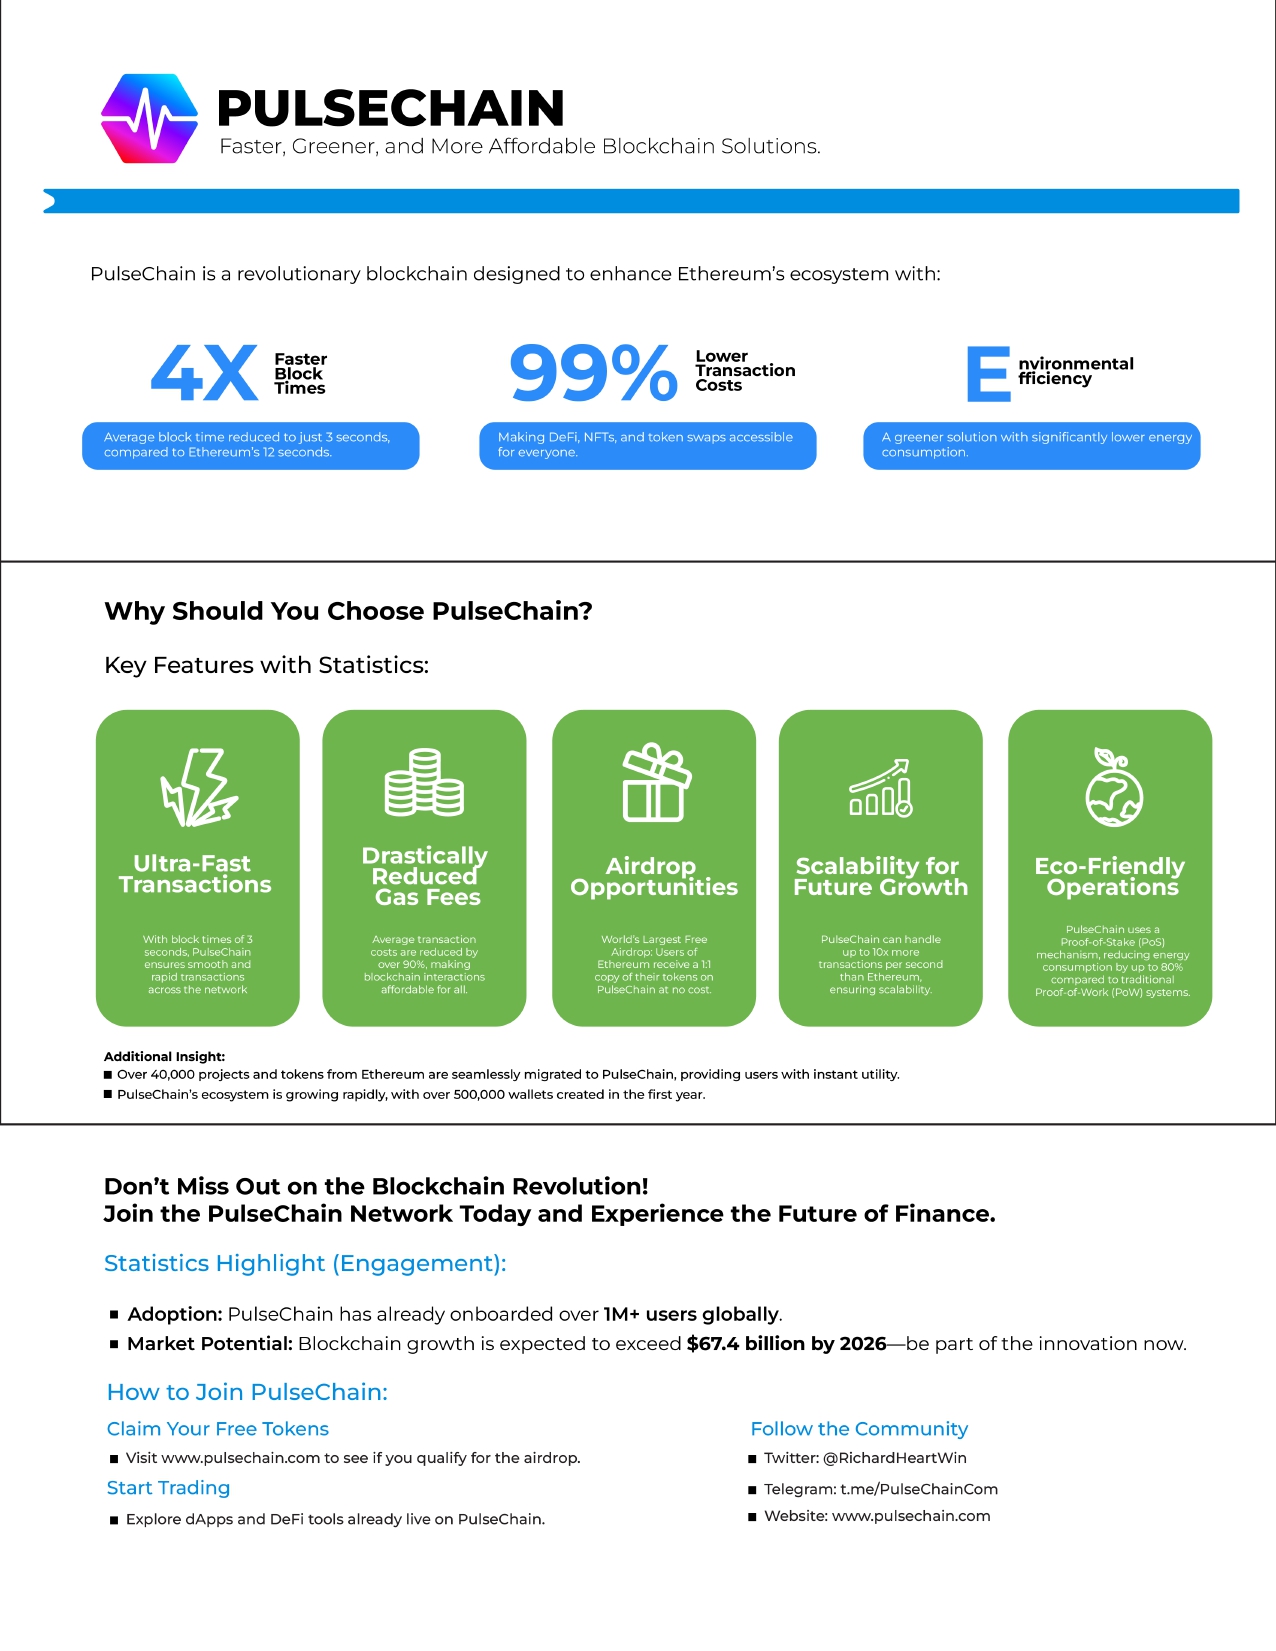 PULSECHAIN
Faster, Greener, and More Affordable Blockchain Solutions.
PulseChain is a revolutionary blockchain designed to enhance Ethereum’s ecosystem with:
4X Faster
Block
Times
Average block time reduced to just 3 seconds,
compared to Ethereum’s 12 seconds.
99% Lower
Transaction
Costs
Making DeFi, NFTs, and token swaps accessible
for everyone.
Environmental
fficiency
A greener solution with significantly lower energy
consumption.
Why Should You Choose PulseChain?
Key Features with Statistics:
Ultra-Fast
Transactions
With block times of 3
seconds, PulseChain
ensures smooth and
rapid transactions
across the network
Drastically
Reduced
Gas Fees
Average transaction
costs are reduced by
over 90%, making
blockchain interactions
affordable for all.
Airdrop
Opportunities
World’s Largest Free
Airdrop: Users of
Ethereum receive a 1:1
copy of their tokens on
PulseChain at no cost.
Scalability for
Future Growth
PulseChain can handle
up to 10x more
transactions per second
than Ethereum,
ensuring scalability.
Eco-Friendly
Operations
PulseChain uses a
Proof-of-Stake (PoS)
mechanism, reducing energy
consumption by up to 80%
compared to traditional
Proof-of-Work (PoW) systems.
Additional Insight:
■ Over 40,000 projects and tokens from Ethereum are seamlessly migrated to PulseChain, providing users with instant utility.
■ PulseChain’s ecosystem is growing rapidly, with over 500,000 wallets created in the first year.
Don’t Miss Out on the Blockchain Revolution!
Join the PulseChain Network Today and Experience the Future of Finance.
Statistics Highlight (Engagement):
■ Adoption: PulseChain has already onboarded over 1M+ users globally.
■ Market Potential: Blockchain growth is expected to exceed $67.4 billion by 2026—be part of the innovation now.
How to Join PulseChain:
Claim Your Free Tokens
■ Visit www.pulsechain.com to see if you qualify for the airdrop.
Start Trading
■ Explore dApps and DeFi tools already live on PulseChain.
Follow the Community
■ Twitter: @RichardHeartWin
■ Telegram: t.me/PulseChainCom
■ Website: www.pulsechain.com